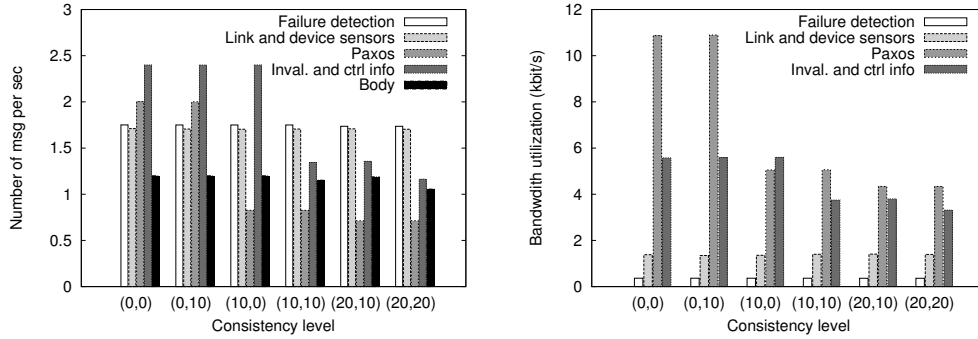 Number of msg per sec
3
2.5
2
1.5
1
0.5
0
Failure detection
Link and device sensors
Paxos
Inval. and ctrl info
Body
(0,0) (0,10) (10,0) (10,10) (20,10) (20,20)
Consistency level
Bandwdith utilization (kbit/s)
12
10
8
6
4
2
0
Failure detection
Link and device sensors
Paxos
Inval. and ctrl info
(0,0) (0,10) (10,0) (10,10) (20,10) (20,20)
Consistency level